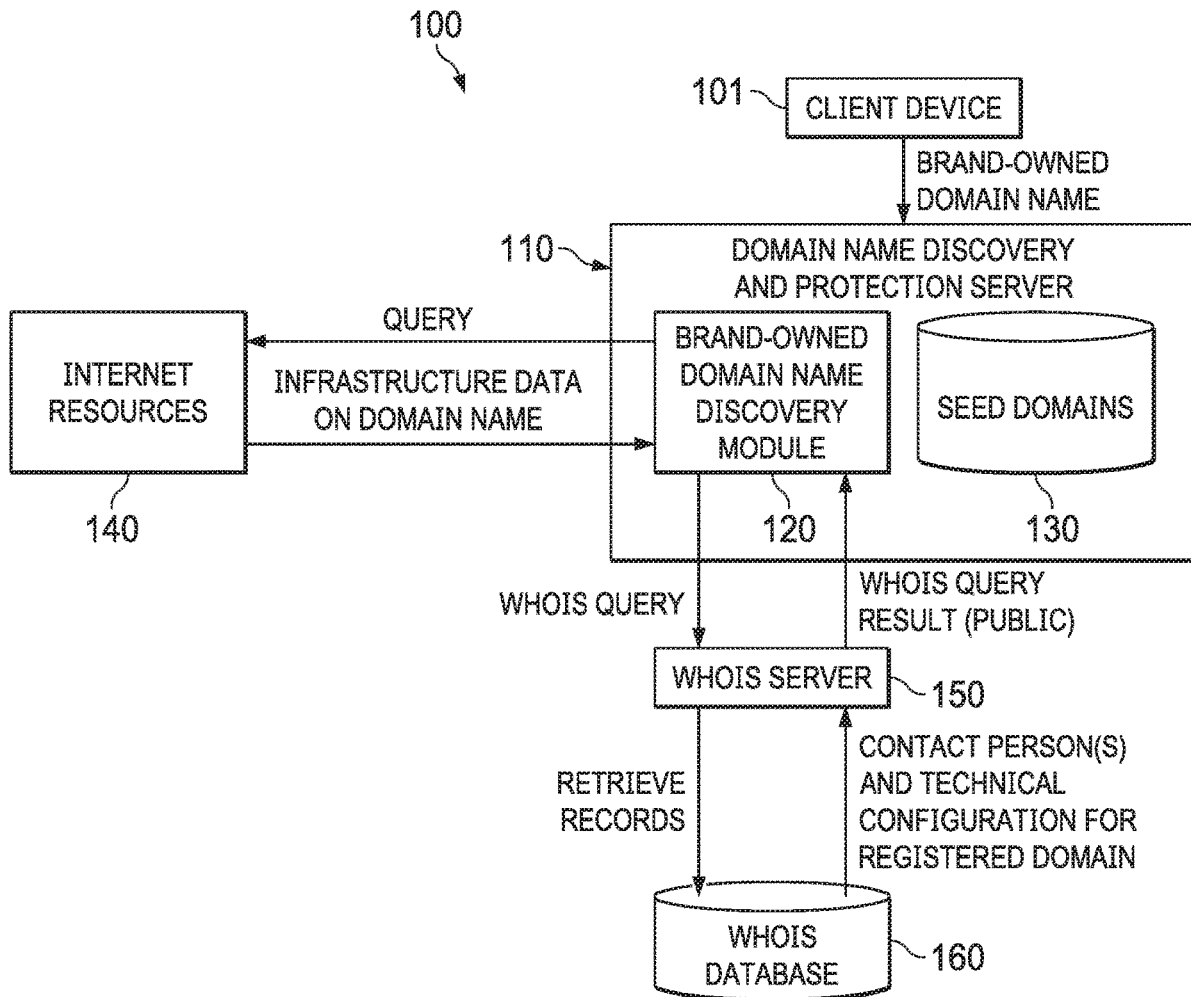 100
101
CLIENT DEVICE
BRAND-OWNED
DOMAIN NAME
110
DOMAIN NAME DISCOVERY
AND PROTECTION SERVER
QUERY
INTERNET
RESOURCES
INFRASTRUCTURE DATA
ON DOMAIN NAME
BRAND-OWNED
DOMAIN NAME
DISCOVERY
MODULE
SEED DOMAINS
140
120
130
WHOIS QUERY
WHOIS QUERY
RESULT (PUBLIC)
WHOIS SERVER
150
RETRIEVE
RECORDS
CONTACT PERSON(S)
AND TECHNICAL
CONFIGURATION FOR
REGISTERED DOMAIN
WHOIS
DATABASE
160